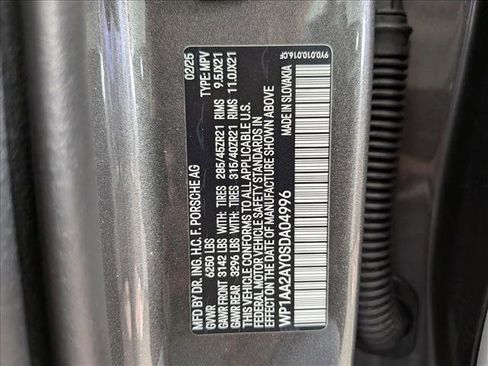 MFD BY DR. ING. H.C. F. PORSCHE AG 02/25
GVWR 6250 LBS TYPE: MPV
GAWR FRONT 3142 LBS WITH TIRES 285/45ZR21 RIMS 9.5JX21
GAWR REAR 3296 LBS WITH TIRES 315/40ZR21 RIMS 11.0JX21
THIS VEHICLE CONFORMS TO ALL APPLICABLE U.S.
FEDERAL MOTOR VEHICLE SAFETY STANDARDS IN
EFFECT ON THE DATE OF MANUFACTURE SHOWN ABOVE
WP1AA2AY0SDA04996 MADE IN SLOVAKIA
9Y0.010.016.CF